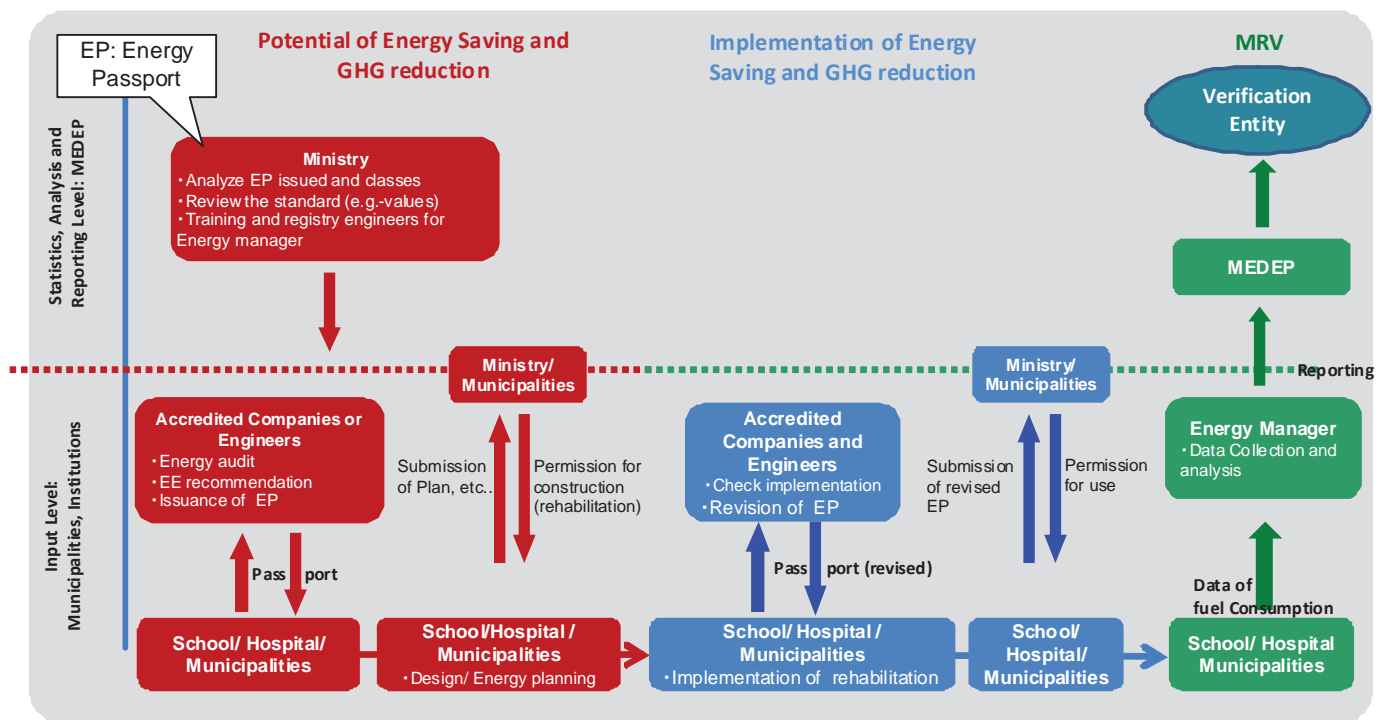 EP: Energy
Passport
Potential of Energy Saving and
GHG reduction
Implementation of Energy
Saving and GHG reduction
MRV
Verification
Entity
Statistics, Analysis and
Reporting Level: MEDEP
Ministry
・Analyze EP issued and classes
・Review the standard (e.g.-values)
・Training and registry engineers for
Energy manager
MEDEP
Ministry/
Municipalities
Ministry/
Municipalities
Reporting
Input Level:
Municipalities, Institutions
Accredited Companies or
Engineers
・Energy audit
・EE recommendation
・Issuance of EP
Submission
of Plan, etc..
Permission for
construction
(rehabilitation)
Accredited
Companies and
Engineers
・Check implementation
・Revision of EP
Submission
of revised
EP
Permission
for use
Energy Manager
・Data Collection and
analysis
Pass port
Pass port (revised)
Data of
fuel Consumption
School/ Hospital/
Municipalities
School/Hospital /
Municipalities
・Design/ Energy planning
School/ Hospital /
Municipalities
・Implementation of rehabilitation
School/
Hospital/
Municipalities
School/ Hospital
Municipalities